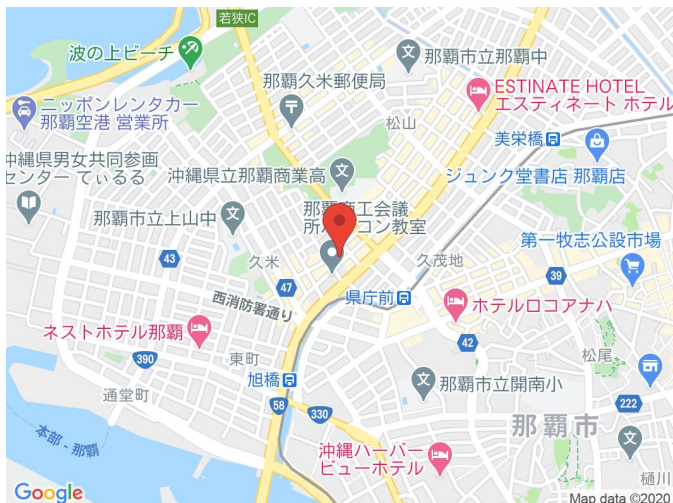 若狭IC
波の上ビーチ
那覇市立那覇中
那覇久米郵便局
ESTINATE HOTEL
エスティネート ホテル
ニッポンレンタカー
那覇空港 営業所
松山
美栄橋
沖縄県男女共同参画
センター てぃるる
沖縄県立那覇商業高
ジュンク堂書店 那覇店
那覇市立上山中
那覇商工会議
所パソコン教室
第一牧志公設市場
43
久米
久茂地
39
47
西消防署通り
県庁前
ホテルロコアナハ
ネストホテル那覇
42
390
東町
松尾
旭橋
那覇市立開南小
通堂町
58
330
222
那覇市
本部 - 那覇
沖縄ハーバー
ビューホテル
樋川
Google
Map data ©2020